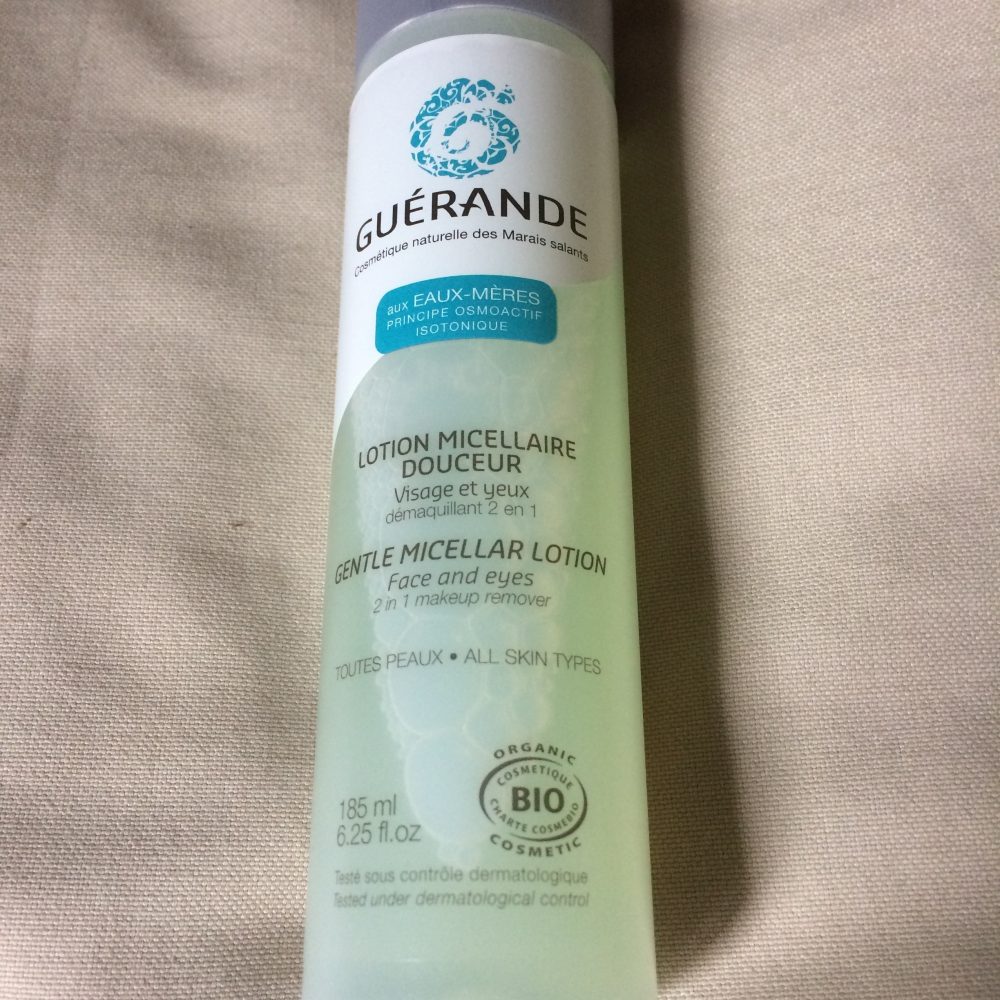 GUÉRANDE
Cosmétique naturelle des Marais salants
aux EAUX-MÈRES
PRINCIPE OSMOACTIF
ISOTONIQUE
LOTION MICELLAIRE
DOUCEUR
Visage et yeux
démaquillant 2 en 1
GENTLE MICELLAR LOTION
Face and eyes
2 in 1 makeup remover
TOUTES PEAUX • ALL SKIN TYPES
185 ml
6.25 fl.oz
ORGANIC
COSMETIQUE
BIO
CHARTE COSMEBIO
COSMETIC
Testé sous contrôle dermatologique
Tested under dermatological control